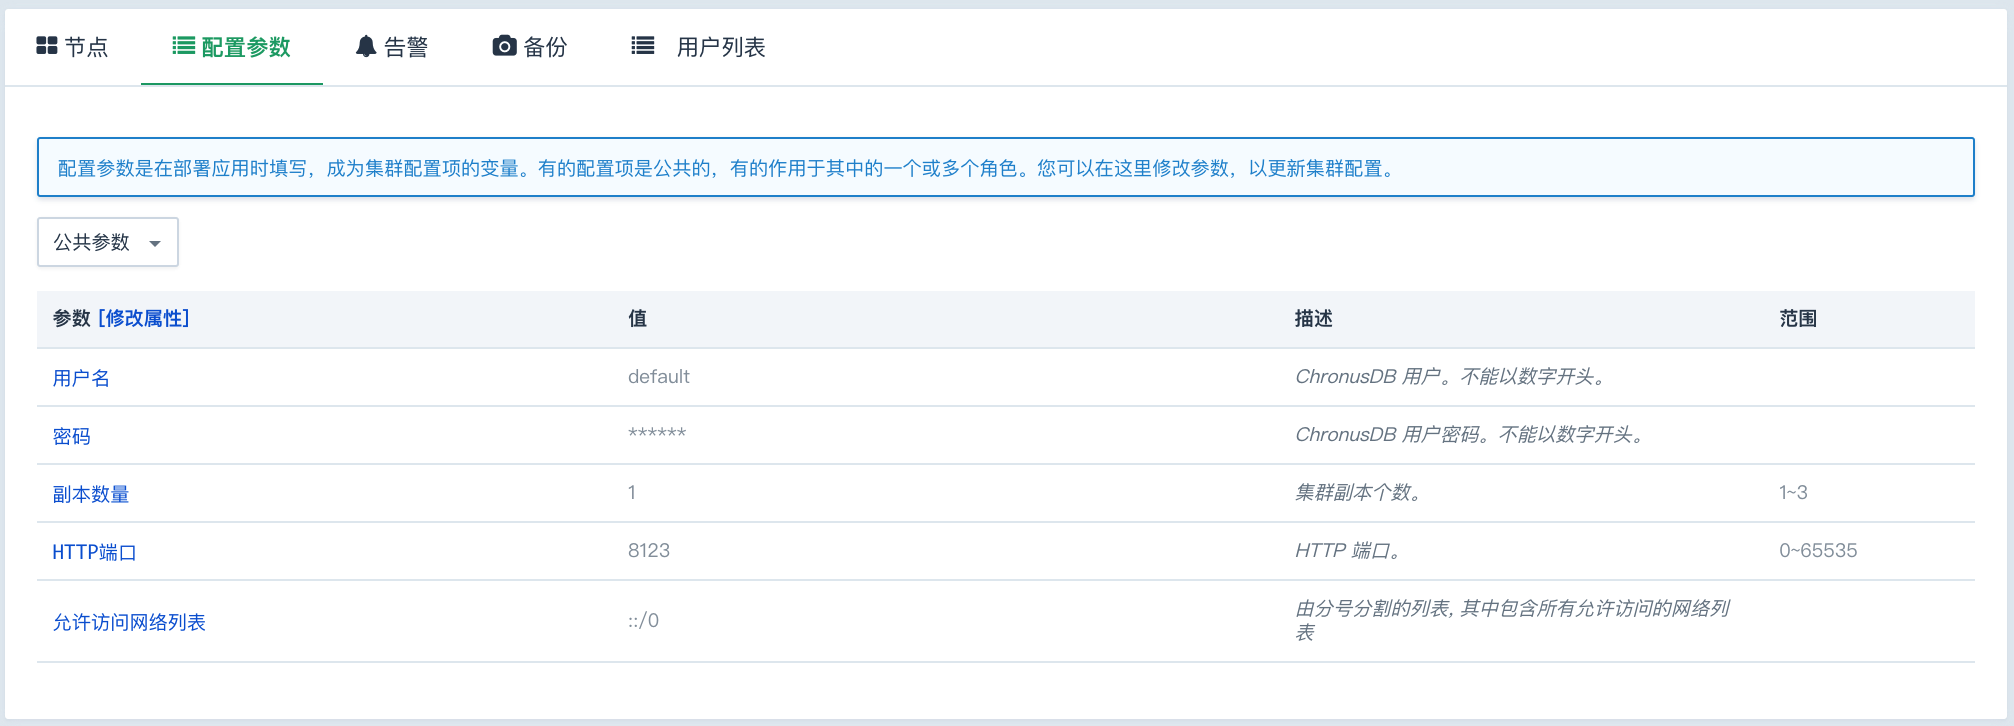 节点 配置参数 告警 备份 用户列表
配置参数是在部署应用时填写，成为集群配置项的变量。有的配置项是公共的，有的作用于其中的一个或多个角色。您可以在这里修改参数，以更新集群配置。
公共参数
参数 [修改属性] 值 描述 范围
用户名 default ChronusDB 用户。不能以数字开头。
密码 ****** ChronusDB 用户密码。不能以数字开头。
副本数量 1 集群副本个数。 1~3
HTTP端口 8123 HTTP 端口。 0~65535
允许访问网络列表 ::/0 由分号分割的列表, 其中包含所有允许访问的网络列
表